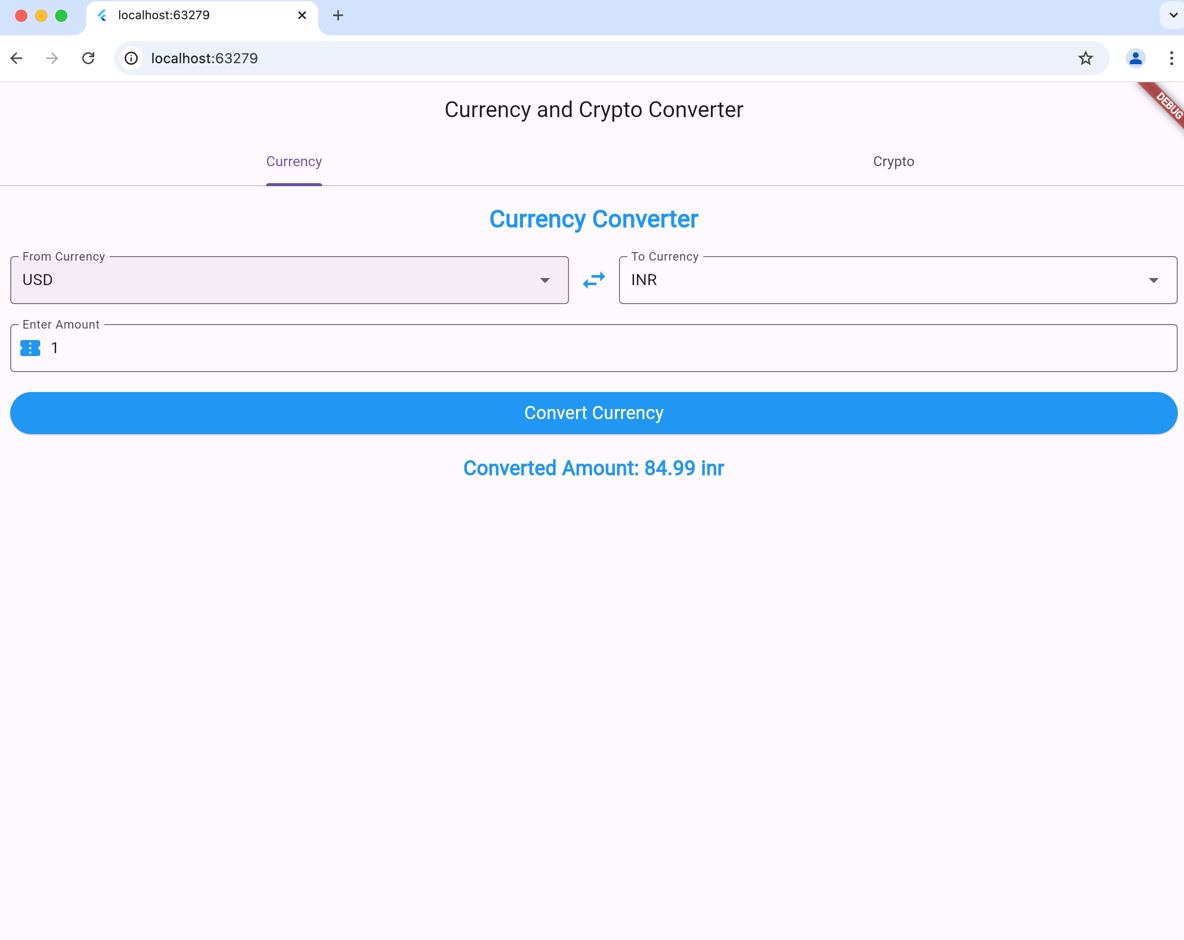 localhost:63279
localhost:63279
DEBUG
Currency and Crypto Converter
Currency Crypto
Currency Converter
From Currency To Currency
USD INR
Enter Amount
1
Convert Currency
Converted Amount: 84.99 inr